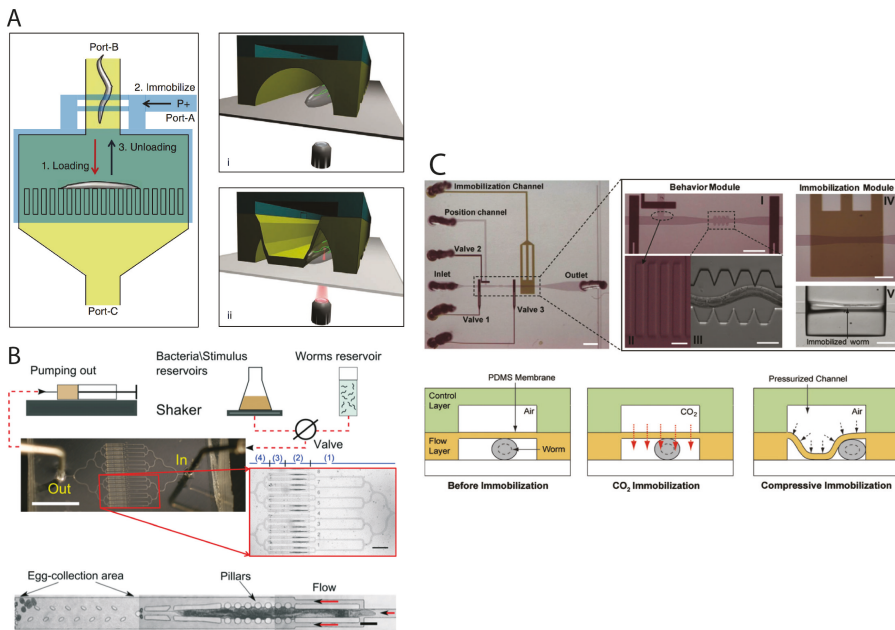 A
Port-B
2. Immobilize
P+
Port-A
1. Loading
3. Unloading
Port-C
i
ii
B
Pumping out
Bacteria\Stimulus
reservoirs
Worms reservoir
Shaker
Valve
Out
In
(4) (3) (2) (1)
Egg-collection area
Pillars
Flow
C
Immobilization Channel
Position channel
Valve 2
Inlet
Outlet
Valve 1
Valve 3
Behavior Module
I
II
III
Immobilization Module
IV
V
Immobilized worm
PDMS Membrane
Control
Layer
Air
Flow
Layer
Worm
Before Immobilization
CO2
CO2 Immobilization
Pressurized Channel
Air
Compressive Immobilization